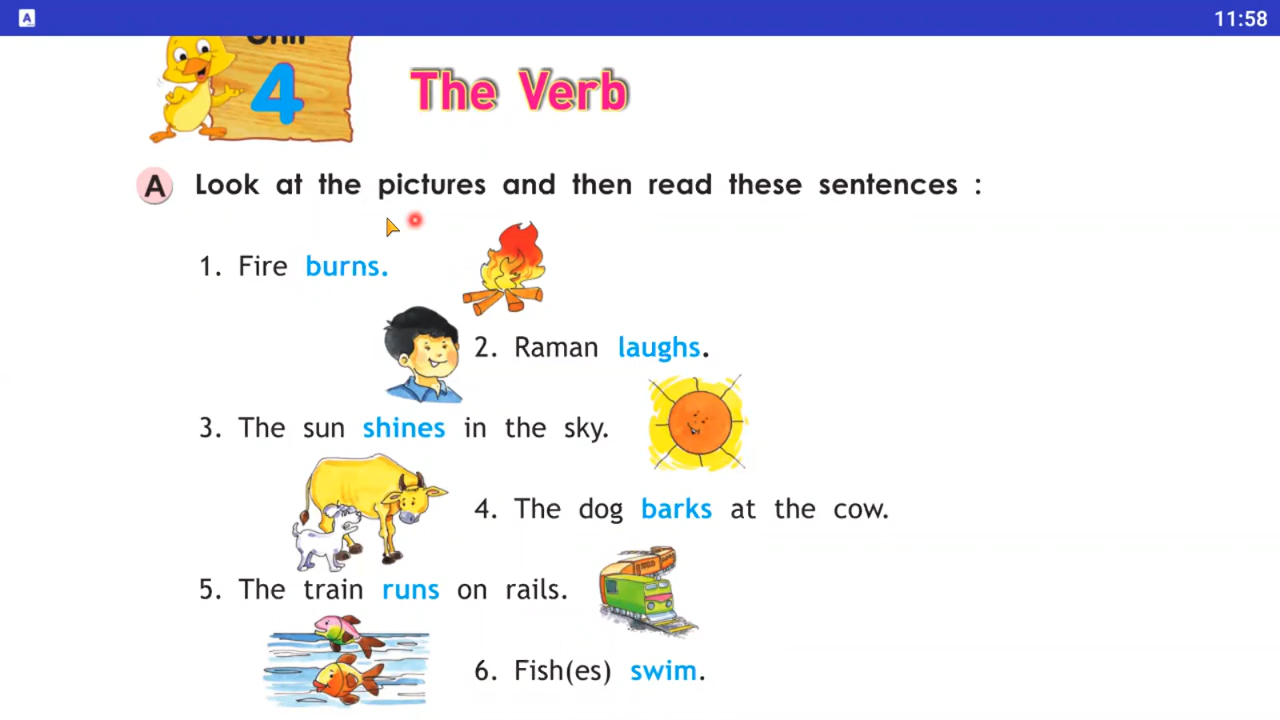 A
11:58
Unit
4
The Verb
A Look at the pictures and then read these sentences :
1. Fire burns.
2. Raman laughs.
3. The sun shines in the sky.
4. The dog barks at the cow.
5. The train runs on rails.
6. Fish(es) swim.